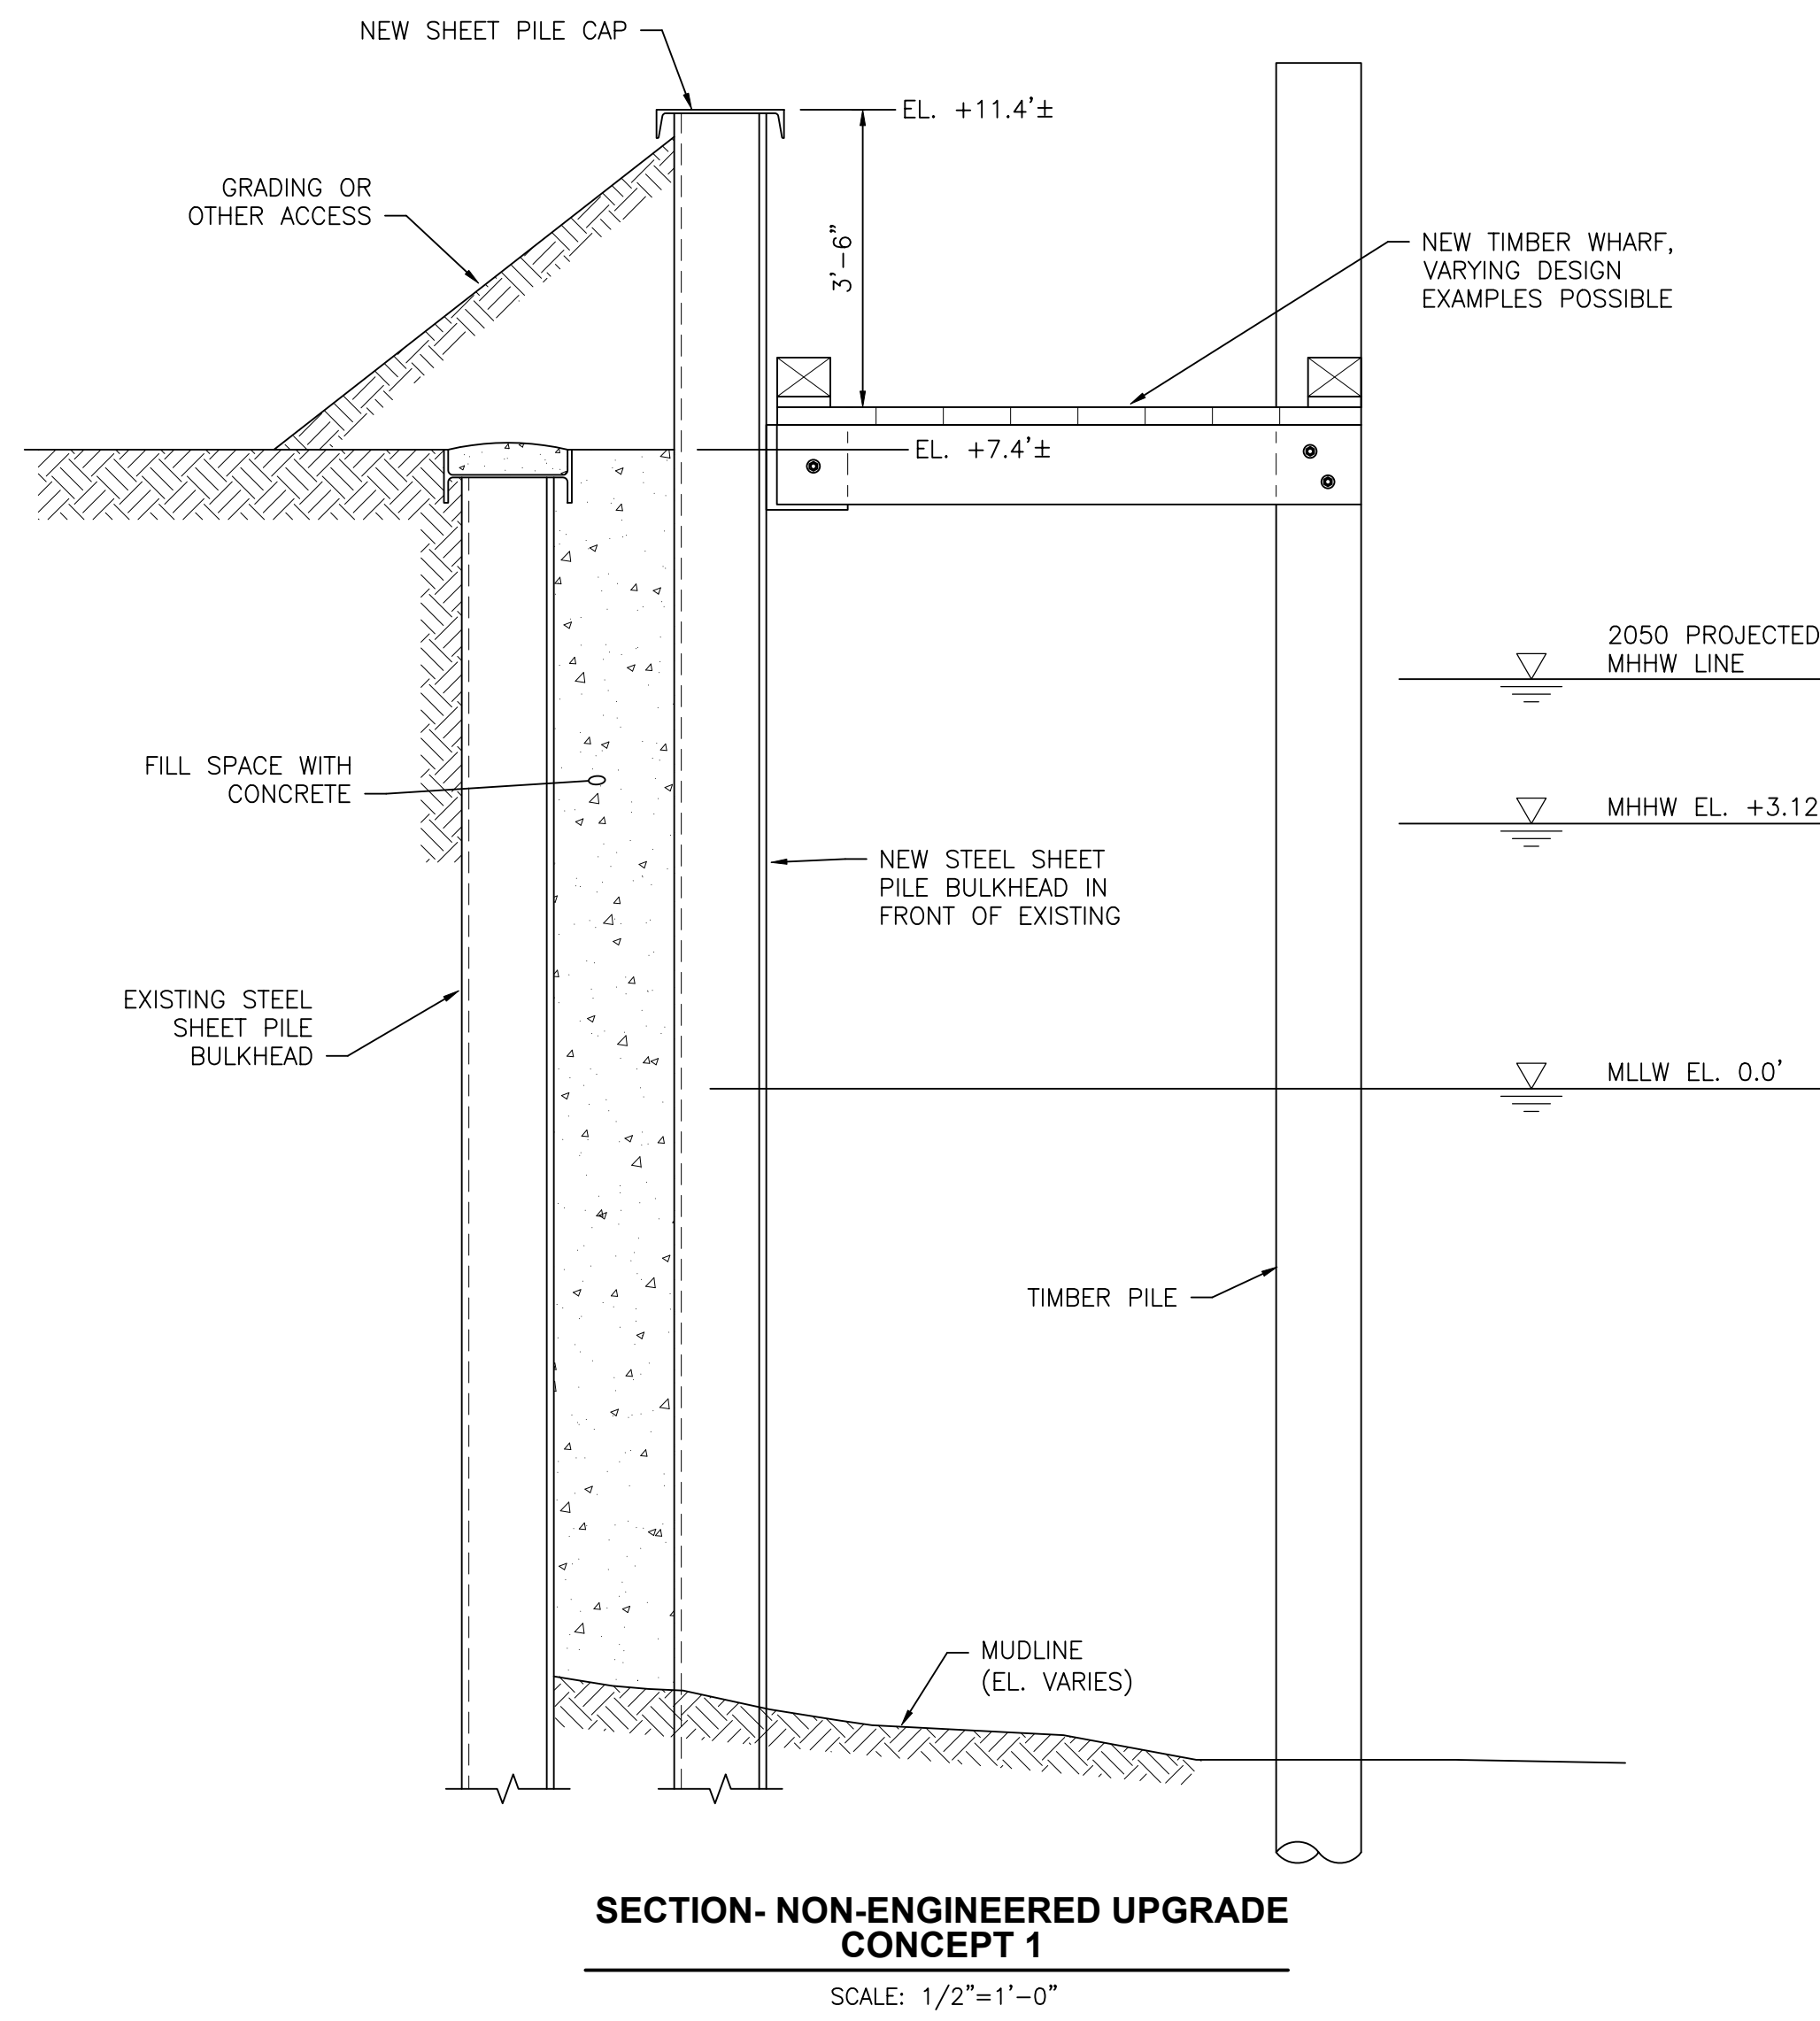 NEW SHEET PILE CAP
EL. +11.4'±
GRADING OR
OTHER ACCESS
3'-6"
NEW TIMBER WHARF,
VARYING DESIGN
EXAMPLES POSSIBLE
EL. +7.4'±
2050 PROJECTED
MHHW LINE
FILL SPACE WITH
CONCRETE
MHHW EL. +3.12
NEW STEEL SHEET
PILE BULKHEAD IN
FRONT OF EXISTING
EXISTING STEEL
SHEET PILE
BULKHEAD
MLLW EL. 0.0'
TIMBER PILE
MUDLINE
(EL. VARIES)
SECTION- NON-ENGINEERED UPGRADE
CONCEPT 1
SCALE: 1/2"=1'-0"